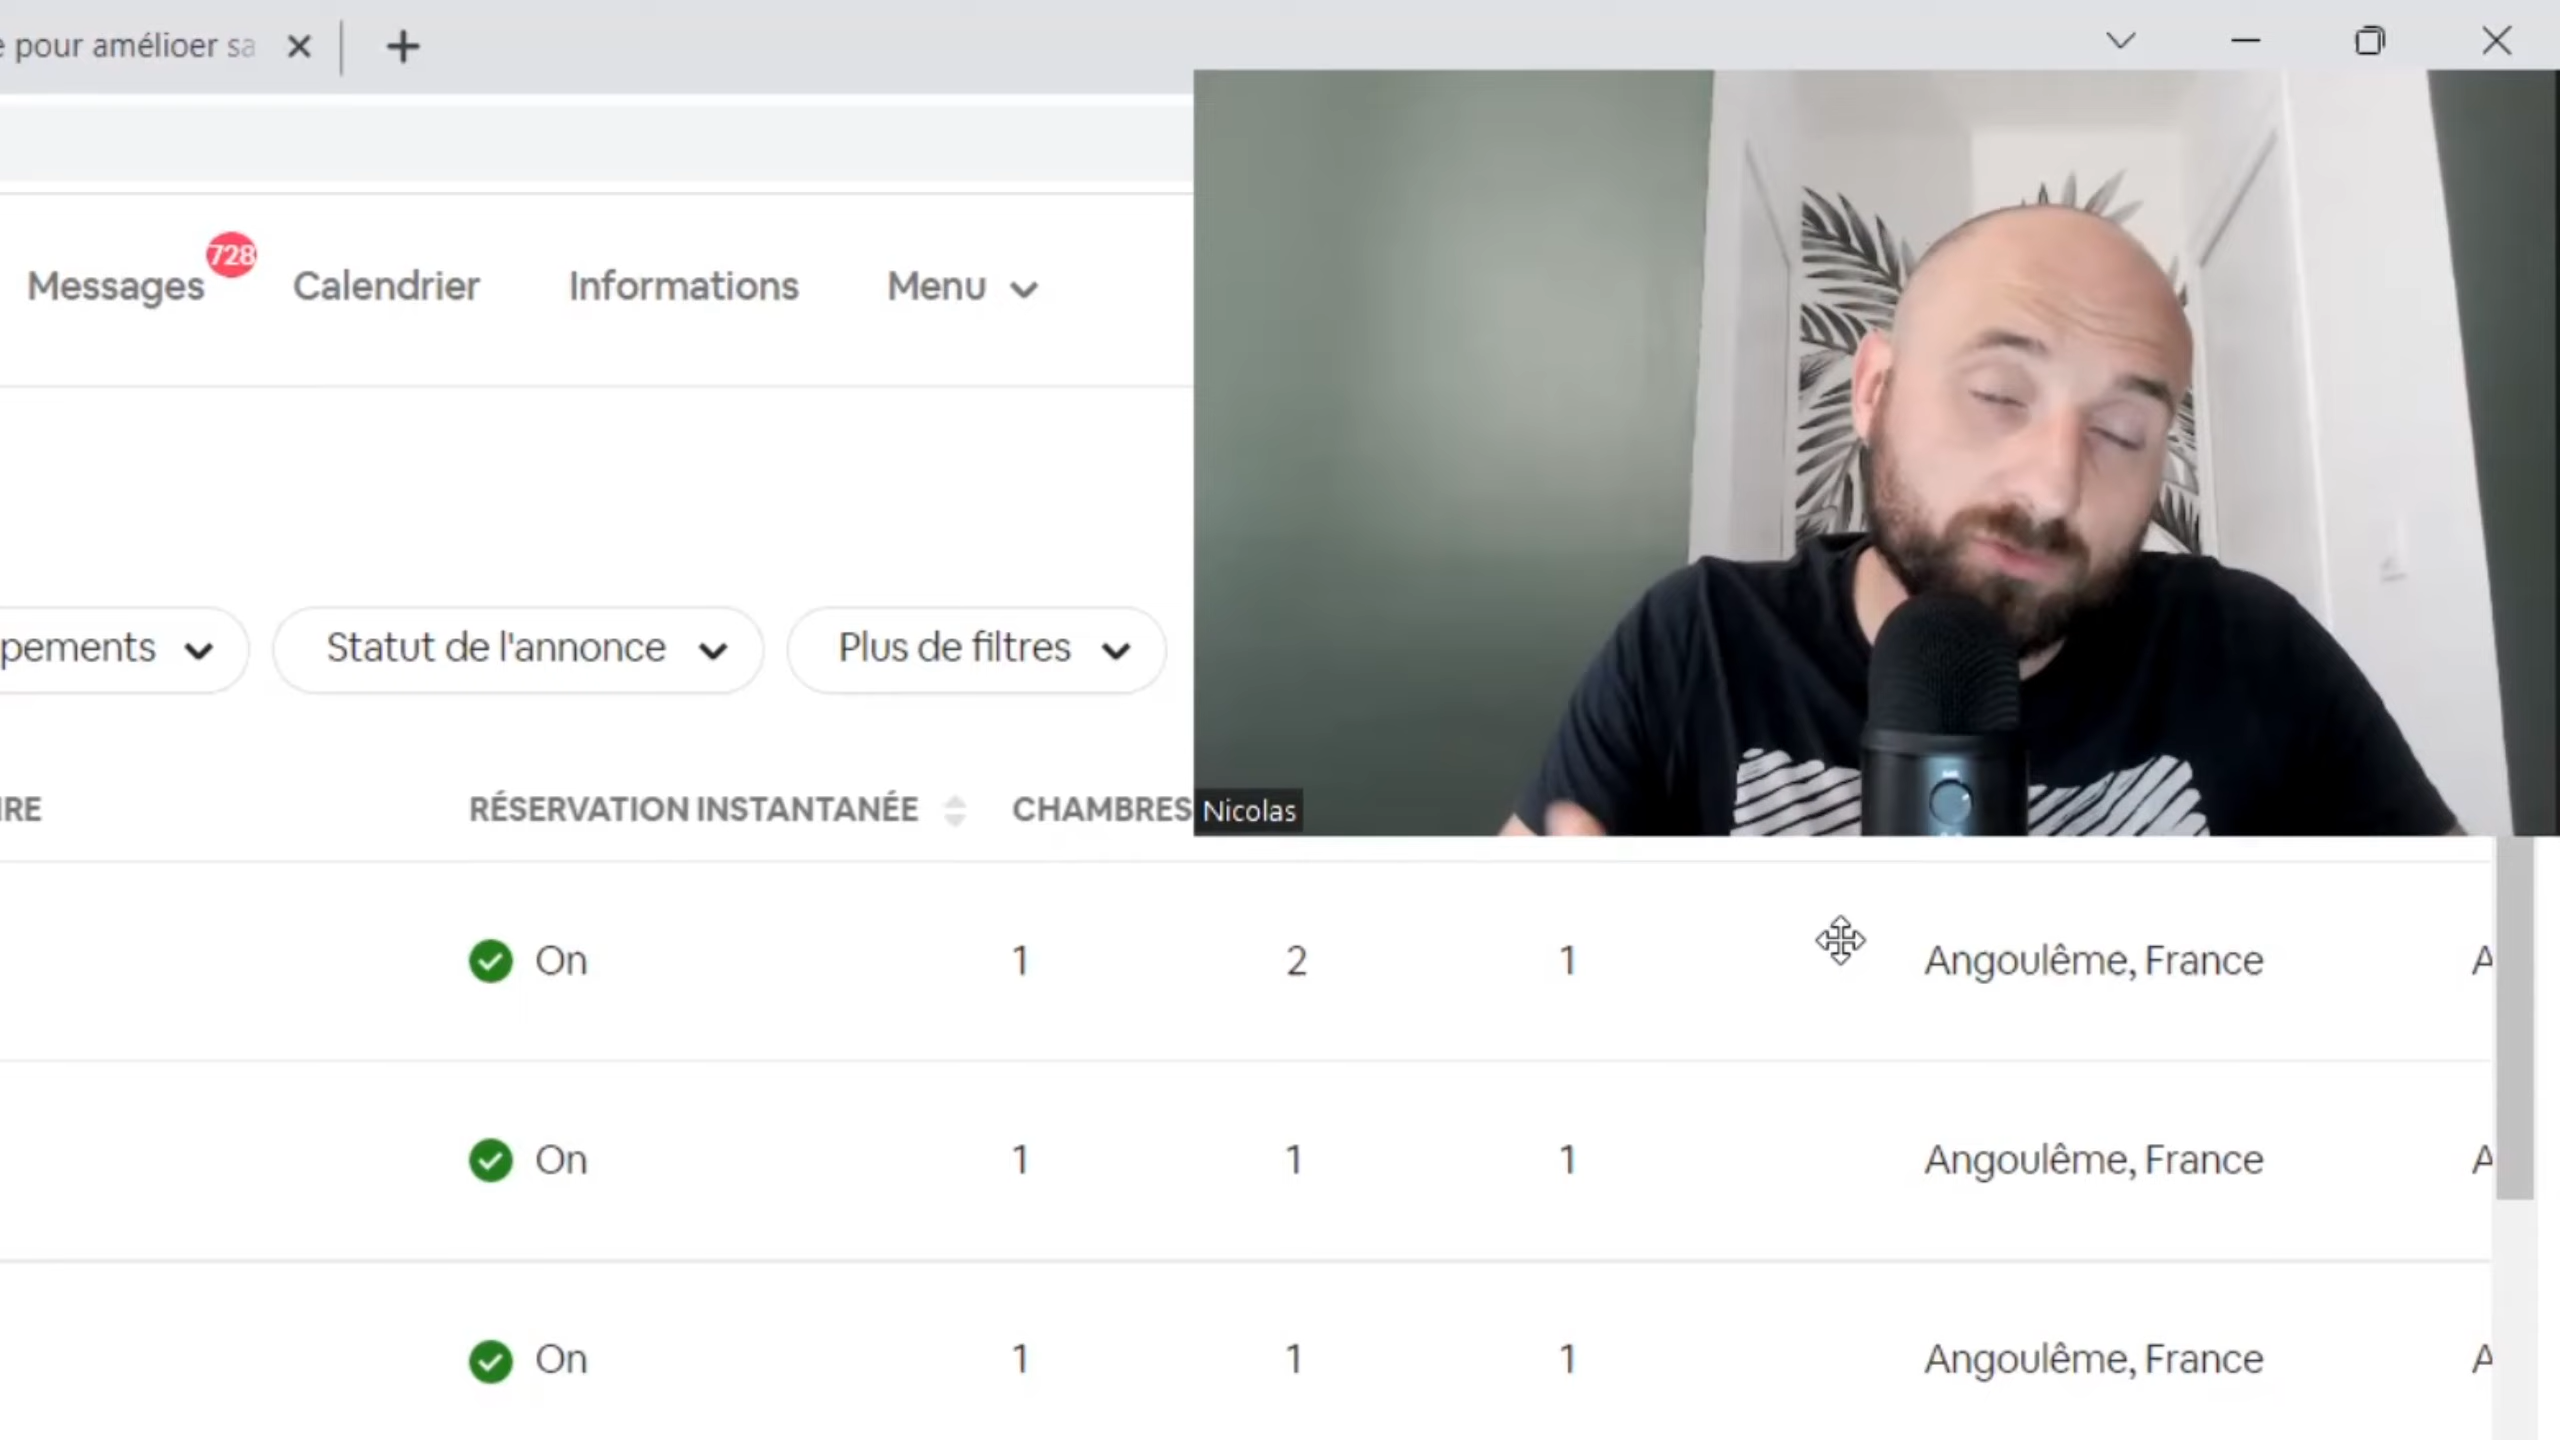 e pour amélioer sa
Messages 728 Calendrier Informations Menu
pements Statut de l'annonce Plus de filtres
IRE RÉSERVATION INSTANTANÉE CHAMBRES
Nicolas
On 1 2 1 Angoulême, France A
On 1 1 1 Angoulême, France A
On 1 1 1 Angoulême, France A